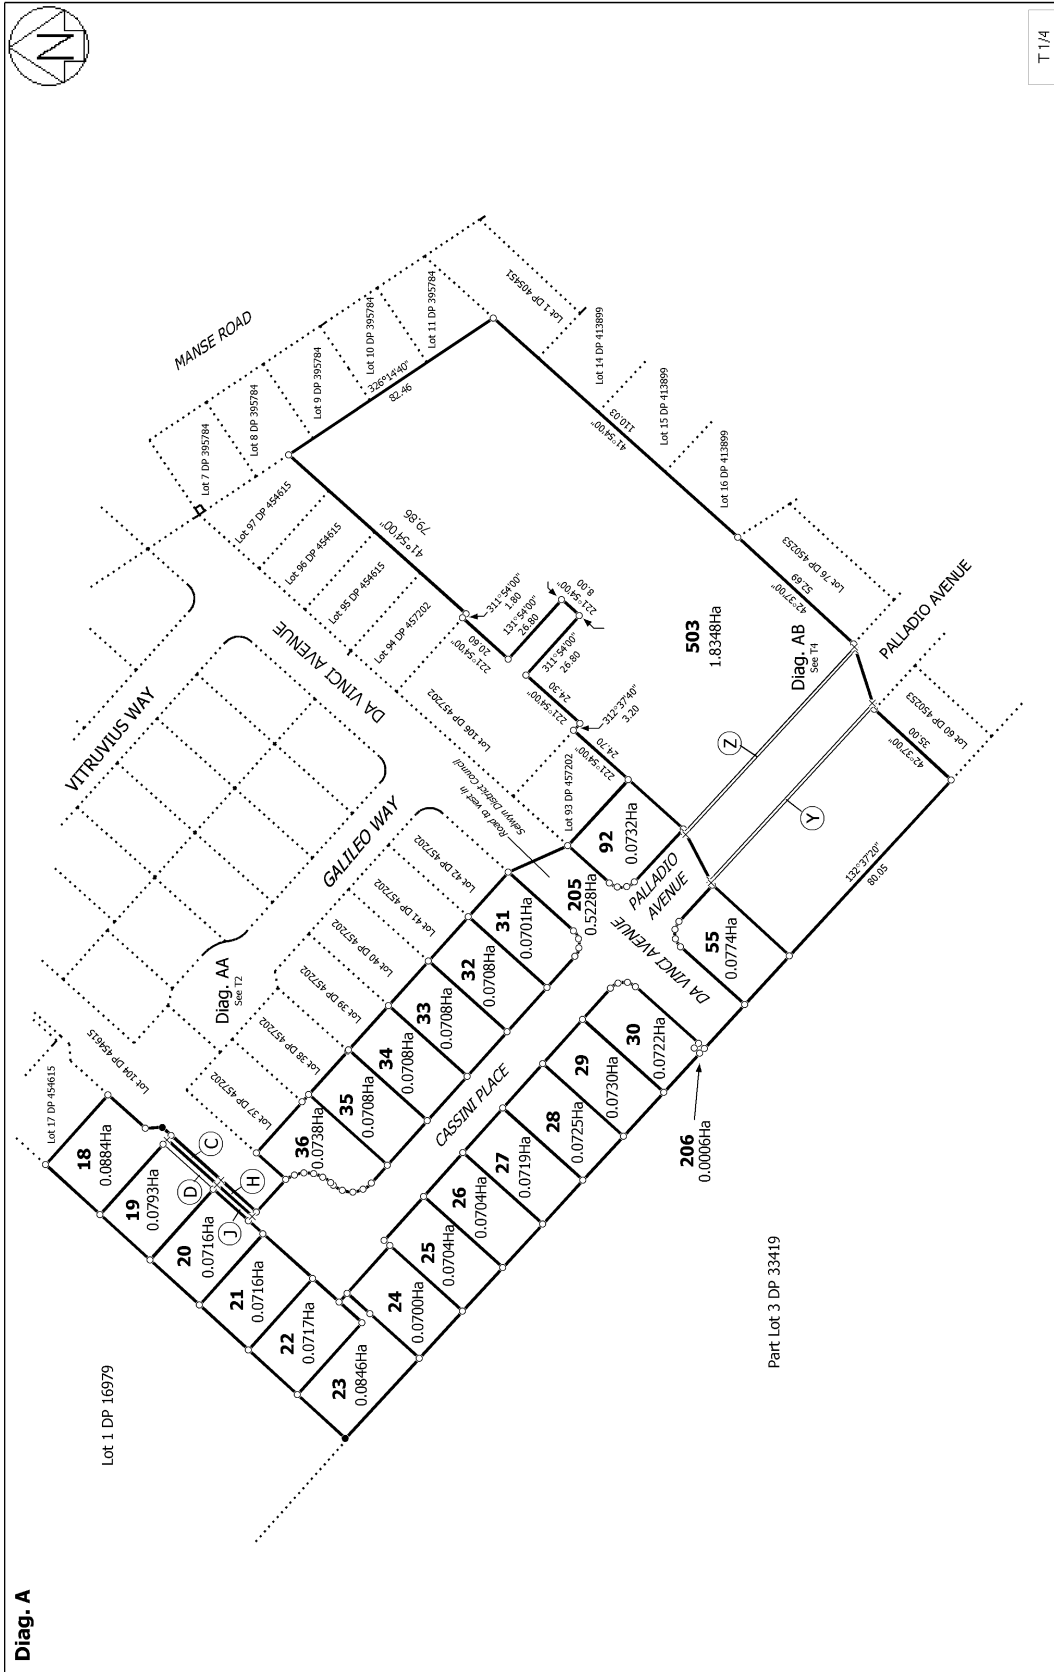 Diag. A
N
T 1/4
MANSE ROAD
VITRUVIUS WAY
DA VINCI AVENUE
GALILEO WAY
Lot 7 DP 395784
Lot 8 DP 395784
Lot 9 DP 395784
Lot 10 DP 395784
Lot 11 DP 395784
326°14'40"
82.46
Lot 1 DP 405451
Lot 14 DP 413899
Lot 15 DP 413899
Lot 16 DP 413899
41°54'00"
110.03
Lot 97 DP 454615
Lot 96 DP 454615
Lot 95 DP 454615
Lot 94 DP 457202
41°54'00"
79.86
311°54'00"
1.80
221°54'00"
20.60
131°54'00"
26.80
221°54'00"
8.00
311°54'00"
26.80
221°54'00"
24.30
312°37'40"
3.20
221°54'00"
24.70
Lot 106 DP 457202
Lot 93 DP 457202
503
1.8348Ha
Lot 76 DP 450253
42°37'00"
52.69
Diag. AB
See T4
PALLADIO AVENUE
Lot 60 DP 450253
42°37'00"
35.00
132°37'20"
80.05
Z
Y
Road to vest in
Selwyn District Council
205
0.5228Ha
92
0.0732Ha
PALLADIO
AVENUE
DA VINCI AVENUE
55
0.0774Ha
Diag. AA
See T2
Lot 42 DP 457202
Lot 41 DP 457202
Lot 40 DP 457202
Lot 39 DP 457202
Lot 38 DP 457202
Lot 37 DP 457202
Lot 104 DP 454615
Lot 17 DP 454615
31
0.0701Ha
32
0.0708Ha
33
0.0708Ha
34
0.0708Ha
35
0.0708Ha
36
0.0738Ha
CASSINI PLACE
30
0.0722Ha
29
0.0730Ha
28
0.0725Ha
27
0.0719Ha
26
0.0704Ha
25
0.0704Ha
24
0.0700Ha
23
0.0846Ha
22
0.0717Ha
21
0.0716Ha
20
0.0716Ha
19
0.0793Ha
18
0.0884Ha
C
D
H
J
206
0.0006Ha
Lot 1 DP 16979
Part Lot 3 DP 33419